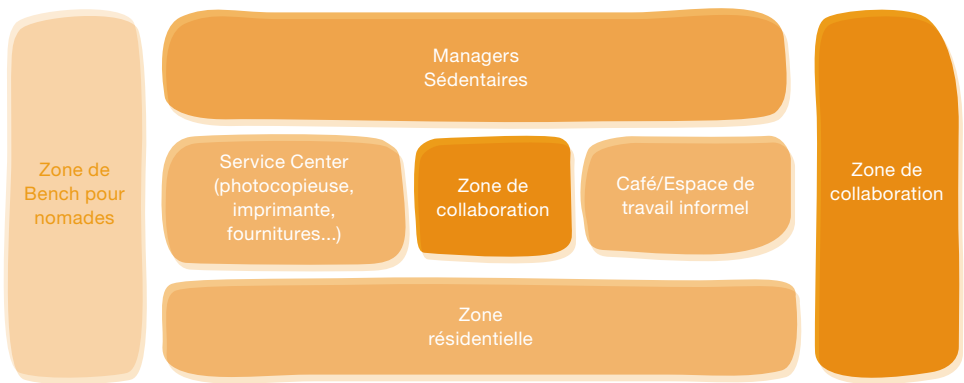 Managers
Sédentaires
Zone de
Bench pour
nomades
Service Center
(photocopieuse,
imprimante,
fournitures...)
Zone de
collaboration
Café/Espace de
travail informel
Zone de
collaboration
Zone
résidentielle